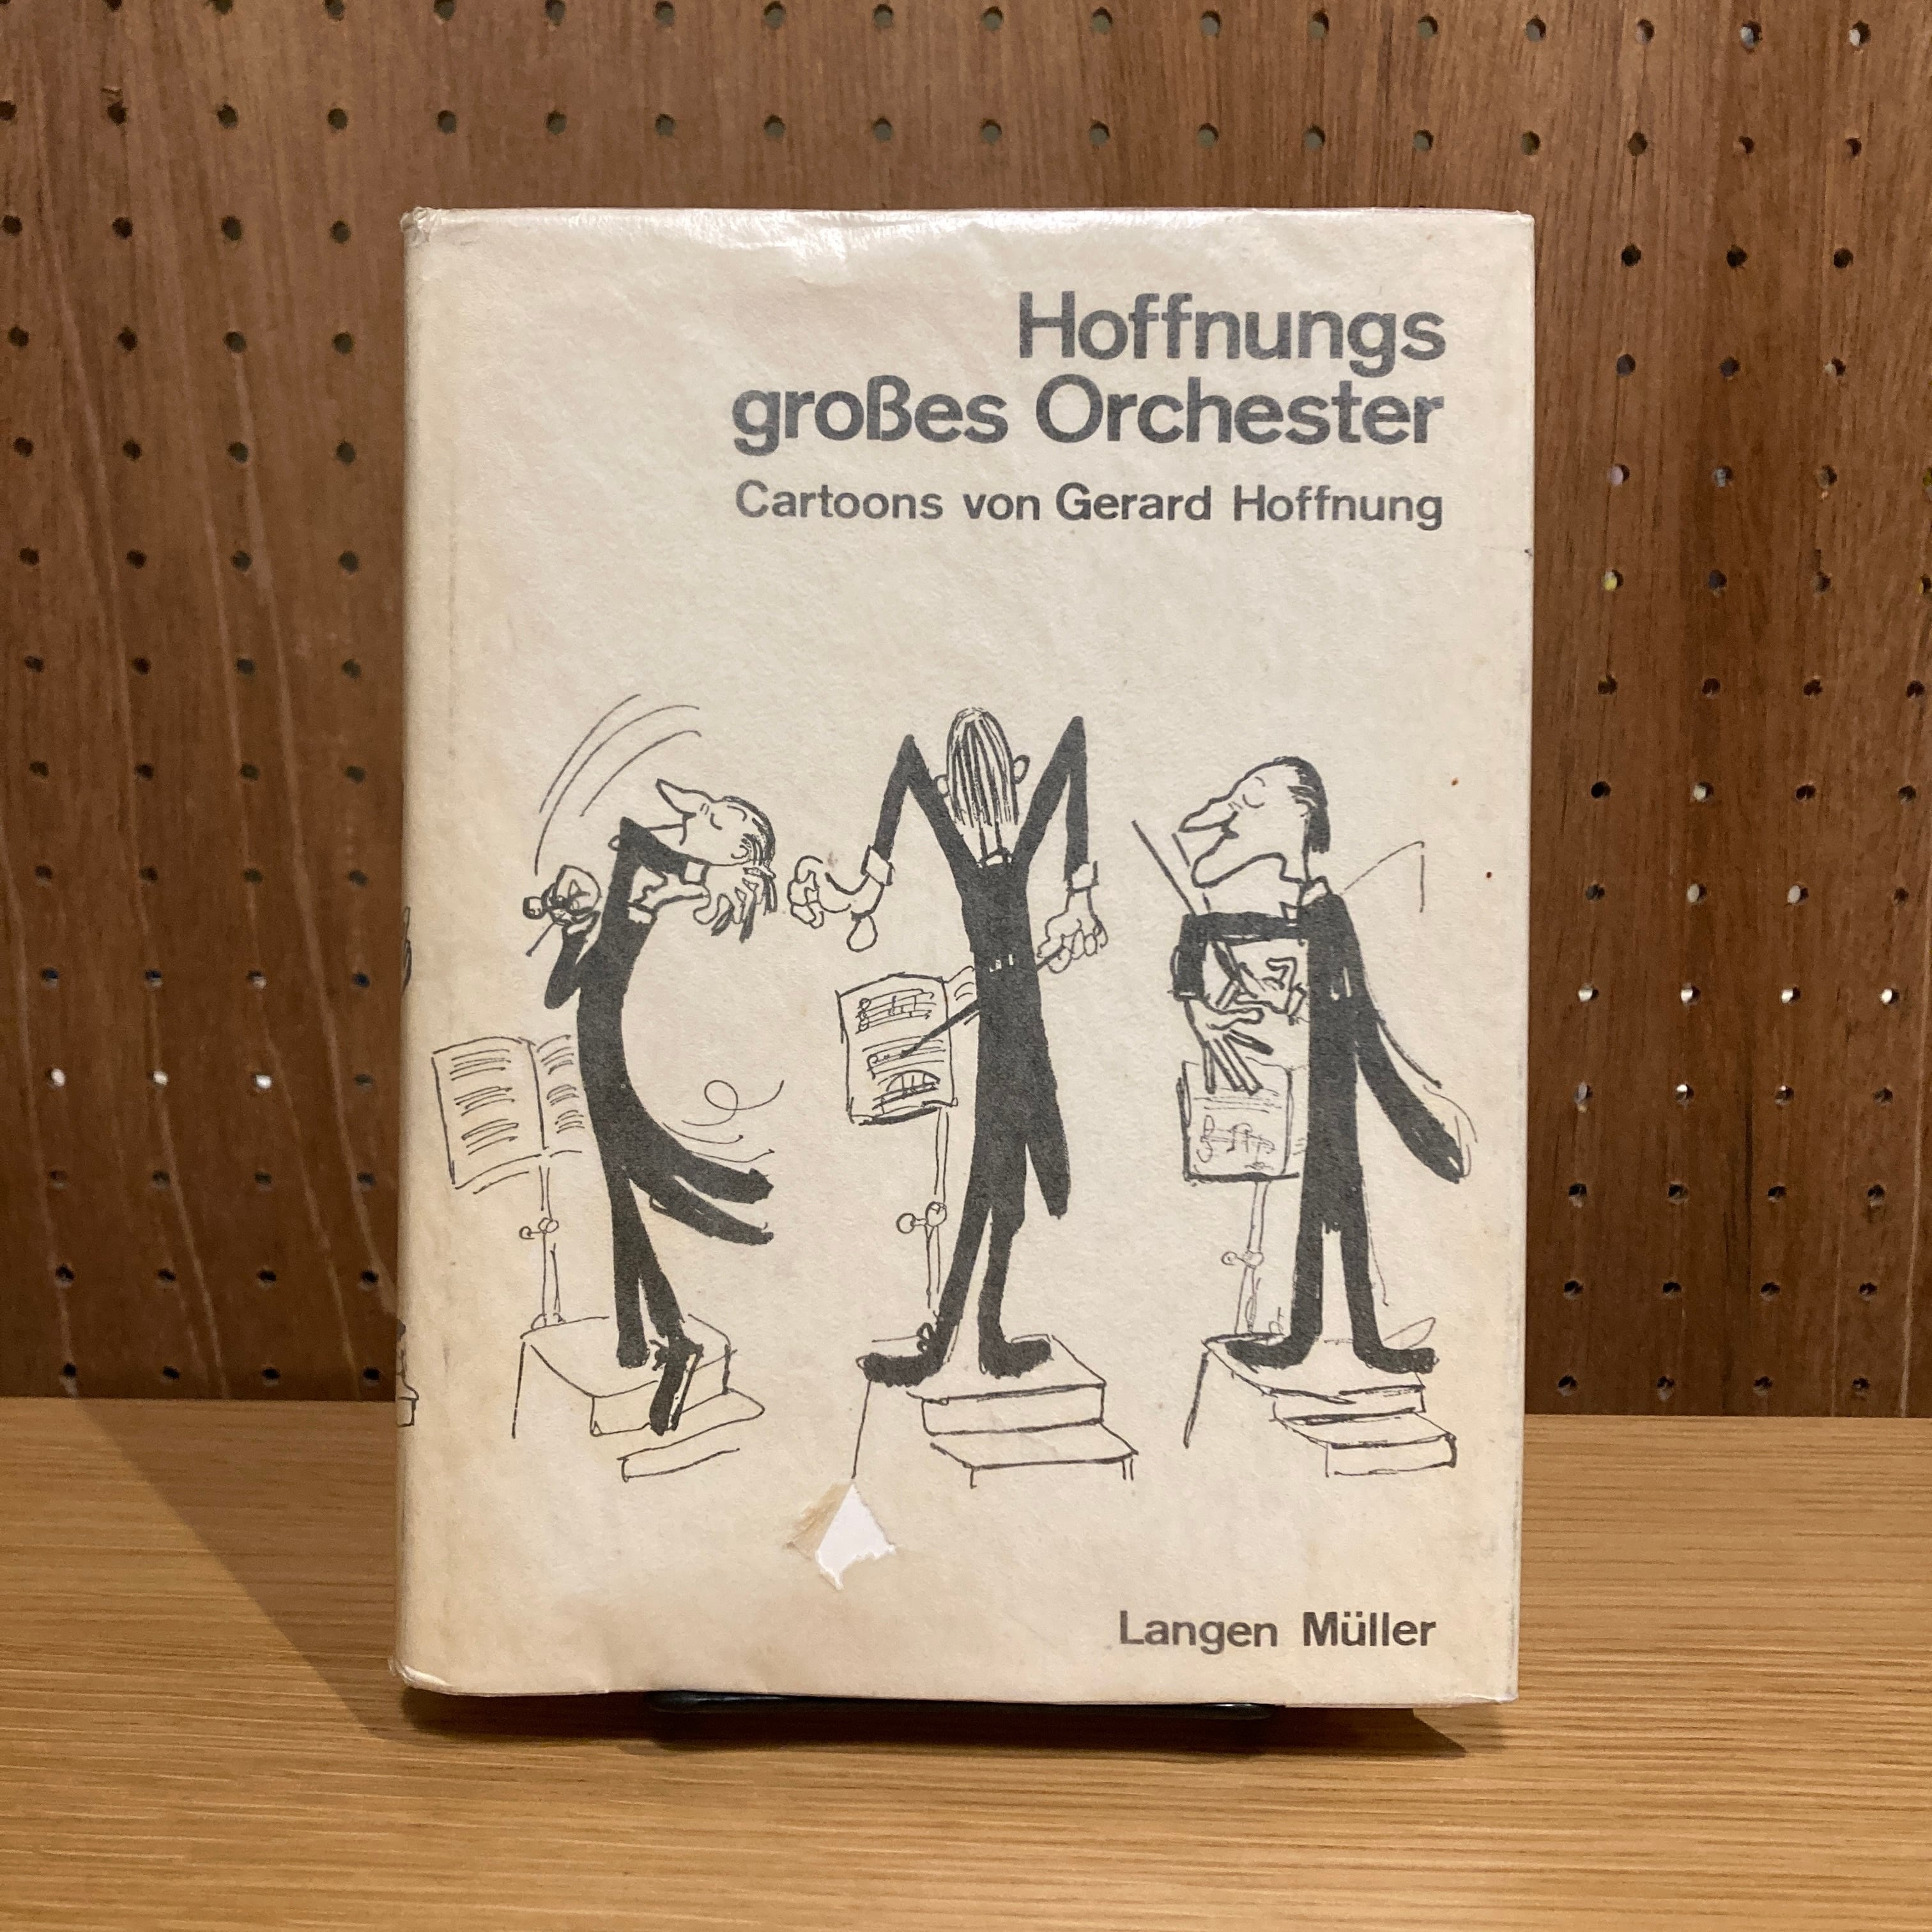 Hoffnungs
großes Orchester
Cartoons von Gerard Hoffnung
Langen Müller